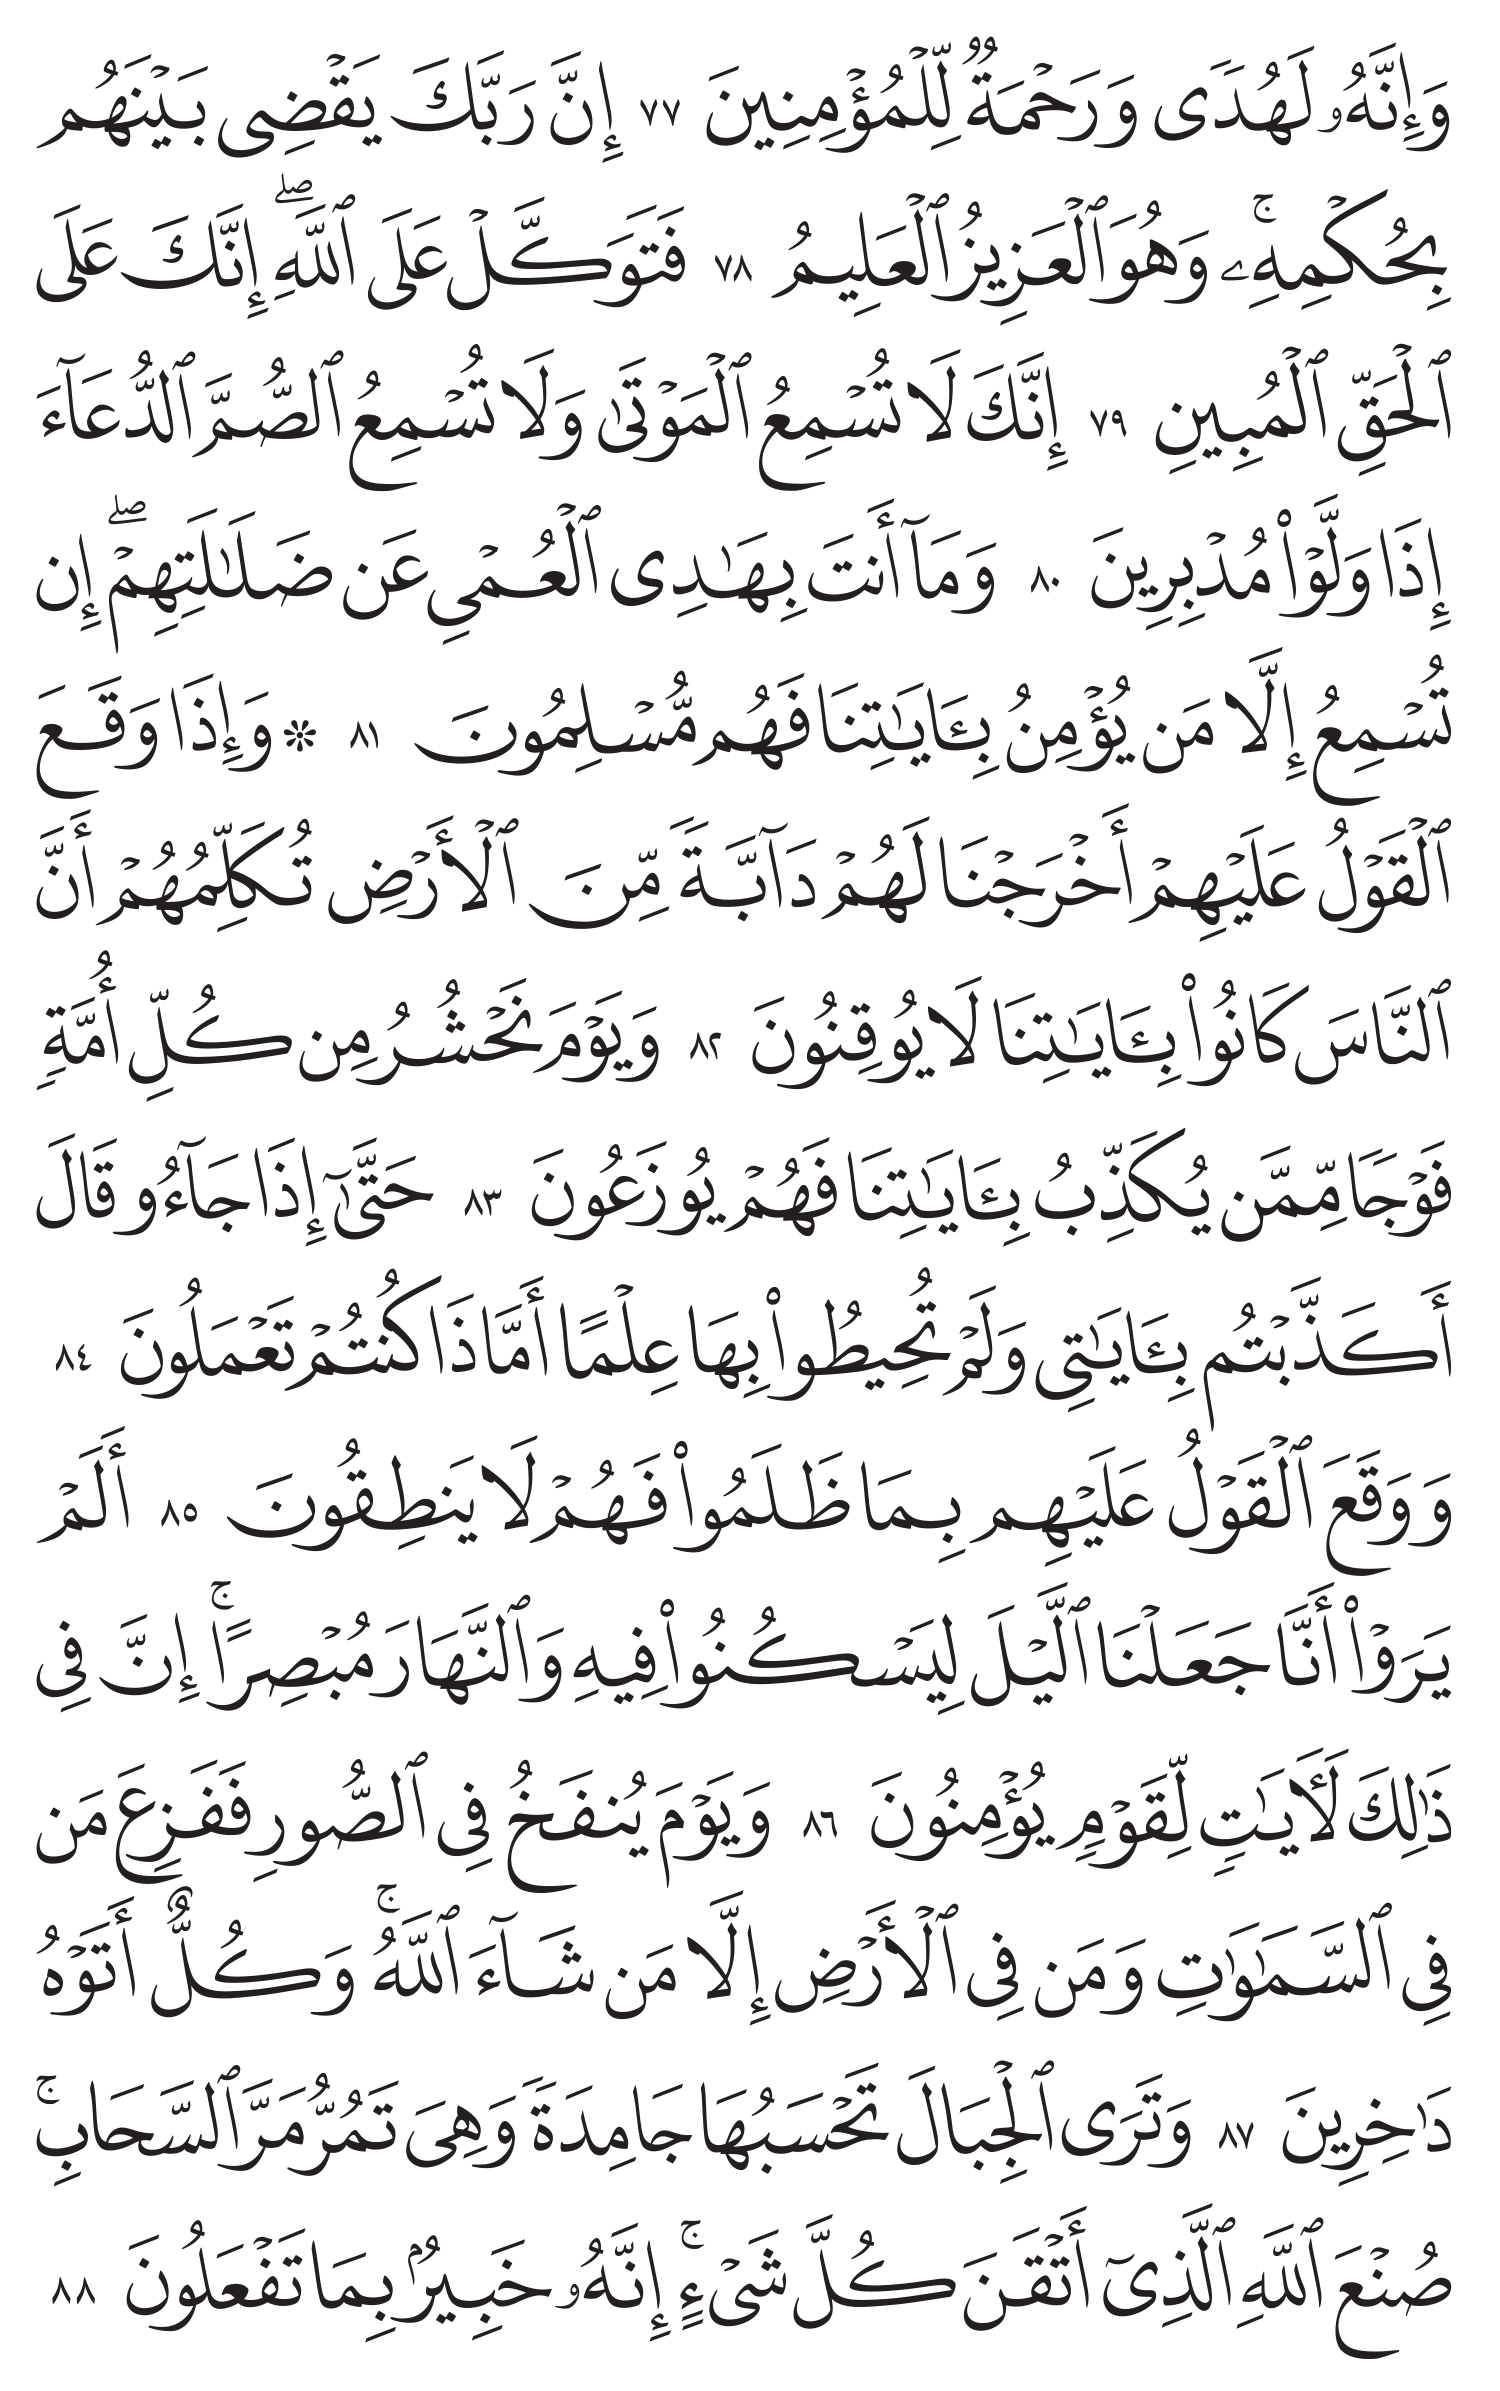 وَإِنَّهُۥ لَهُدًى وَرَحْمَةٌ لِّلْمُؤْمِنِينَ ٧٧ إِنَّ رَبَّكَ يَقْضِى بَيْنَهُم
بِحُكْمِهِۦۚ وَهُوَ ٱلْعَزِيزُ ٱلْعَلِيمُ ٧٨ فَتَوَكَّلْ عَلَى ٱللَّهِۖ إِنَّكَ عَلَى
ٱلْحَقِّ ٱلْمُبِينِ ٧٩ إِنَّكَ لَا تُسْمِعُ ٱلْمَوْتَىٰ وَلَا تُسْمِعُ ٱلصُّمَّ ٱلدُّعَآءَ
إِذَا وَلَّوْا۟ مُدْبِرِينَ ٨٠ وَمَآ أَنتَ بِهَـٰدِى ٱلْعُمْىِ عَن ضَلَـٰلَتِهِمْۖ إِن
تُسْمِعُ إِلَّا مَن يُؤْمِنُ بِـَٔايَـٰتِنَا فَهُم مُّسْلِمُونَ ٨١ ۞ وَإِذَا وَقَعَ
ٱلْقَوْلُ عَلَيْهِمْ أَخْرَجْنَا لَهُمْ دَآبَّةً مِّنَ ٱلْأَرْضِ تُكَلِّمُهُمْ أَنَّ
ٱلنَّاسَ كَانُوا۟ بِـَٔايَـٰتِنَا لَا يُوقِنُونَ ٨٢ وَيَوْمَ نَحْشُرُ مِن كُلِّ أُمَّةٍ
فَوْجًا مِّمَّن يُكَذِّبُ بِـَٔايَـٰتِنَا فَهُمْ يُوزَعُونَ ٨٣ حَتَّىٰٓ إِذَا جَآءُو قَالَ
أَكَذَّبْتُم بِـَٔايَـٰتِى وَلَمْ تُحِيطُوا۟ بِهَا عِلْمًا أَمَّاذَا كُنتُمْ تَعْمَلُونَ ٨٤
وَوَقَعَ ٱلْقَوْلُ عَلَيْهِم بِمَا ظَلَمُوا۟ فَهُمْ لَا يَنطِقُونَ ٨٥ أَلَمْ
يَرَوْا۟ أَنَّا جَعَلْنَا ٱلَّيْلَ لِيَسْكُنُوا۟ فِيهِ وَٱلنَّهَارَ مُبْصِرًاۚ إِنَّ فِى
ذَٰلِكَ لَـَٔايَـٰتٍ لِّقَوْمٍ يُؤْمِنُونَ ٨٦ وَيَوْمَ يُنفَخُ فِى ٱلصُّورِ فَفَزِعَ مَن
فِى ٱلسَّمَـٰوَٰتِ وَمَن فِى ٱلْأَرْضِ إِلَّا مَن شَآءَ ٱللَّهُۚ وَكُلٌّ أَتَوْهُ
دَٰخِرِينَ ٨٧ وَتَرَى ٱلْجِبَالَ تَحْسَبُهَا جَامِدَةً وَهِىَ تَمُرُّ مَرَّ ٱلسَّحَابِۚ
صُنْعَ ٱللَّهِ ٱلَّذِىٓ أَتْقَنَ كُلَّ شَىْءٍۚ إِنَّهُۥ خَبِيرٌۢ بِمَا تَفْعَلُونَ ٨٨